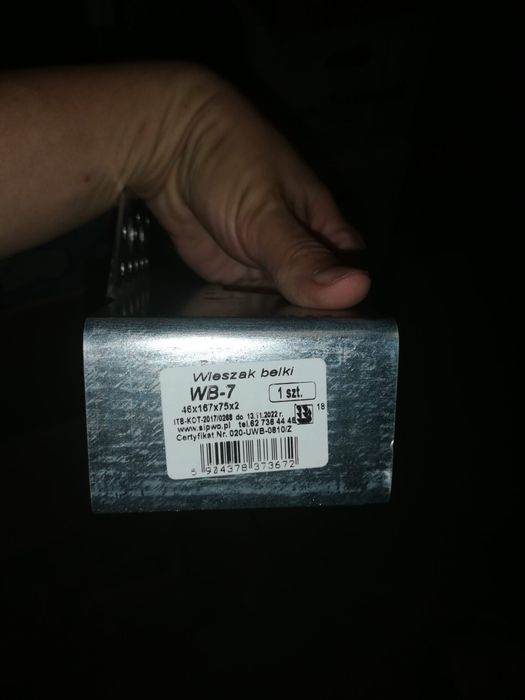 Wieszak belki
WB-7
1 szt.
46x167x75x2
ITB-KOT-2017/0268 do 13.11.2022 r.
18
www.sipwo.pl tel.62 736 44 48
Certyfikat Nr. 020-UWB-0810/Z
5 904378 373672